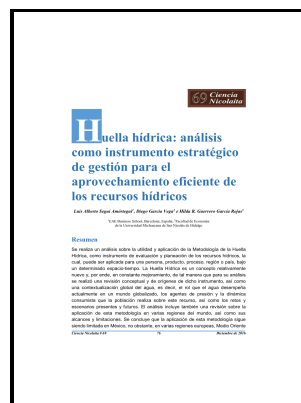 69 Ciencia
Nicolaita
Huella hídrica: análisis
como instrumento estratégico
de gestión para el
aprovechamiento eficiente de
los recursos hídricos
Luis Alberto Seguí Amórtegui, Diego García Vega e Hilda R. Guerrero García Rojas
EAE Business School, Barcelona, España. Facultad de Economía
de la Universidad Michoacana de San Nicolás de Hidalgo
Resumen
Se realiza un análisis sobre la utilidad y aplicación de la Metodología de la Huella
Hídrica, como instrumento de evaluación y planeación de los recursos hídricos, la
cual, puede ser aplicada para una persona, producto, proceso, región o país, bajo
un determinado espacio-tiempo. La Huella Hídrica es un concepto relativamente
nuevo y, por ende, en constante mejoramiento, de tal manera que para su análisis
se realizó una revisión conceptual y de orígenes de dicho instrumento, así como
una contextualización global del agua, es decir, el rol que el agua desempeña
actualmente en un mundo globalizado, los agentes de presión y la dinámica
consumista que la población realiza sobre este recurso, así como los retos y
escenarios presentes y futuros. El análisis incluye también una revisión sobre la
aplicación de esta metodología en varias regiones del mundo, así como sus
alcances y limitaciones. Se concluye que la aplicación de esta metodología sigue
siendo limitada en México, no obstante, en varias regiones europeas, Medio Oriente
Ciencia Nicolaita #69 76 Diciembre de 2016